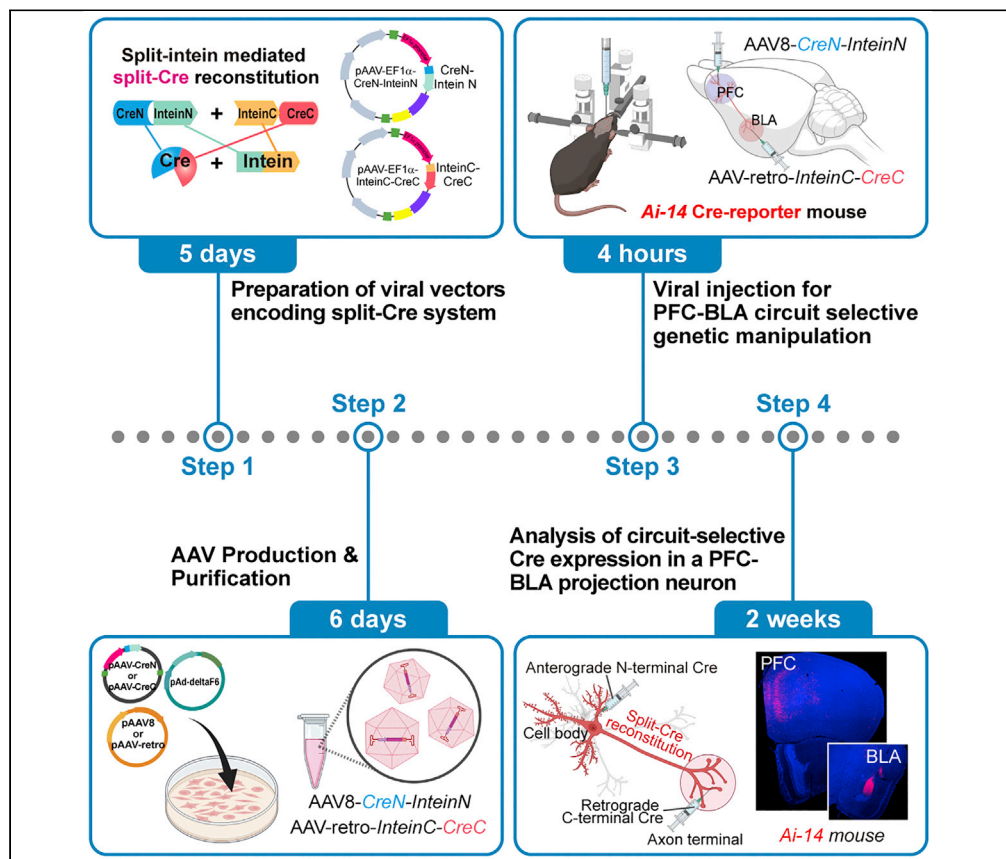 Split-intein mediated
split-Cre reconstitution
CreN
InteinN
+
InteinC
CreC
Cre
+
Intein
pAAV-EF1α-
CreN-InteinN
CreN-
Intein N
pAAV-EF1α-
InteinC-CreC
InteinC-
CreC
5 days
Preparation of viral vectors
encoding split-Cre system
AAV8-CreN-InteinN
PFC
BLA
AAV-retro-InteinC-CreC
Ai-14 Cre-reporter mouse
4 hours
Viral injection for
PFC-BLA circuit selective
genetic manipulation
Step 1
Step 2
Step 3
Step 4
AAV Production &
Purification
6 days
pAAV-CreN
or
pAAV-CreC
pAd-deltaF6
pAAV8
or
pAAV-retro
AAV8-CreN-InteinN
AAV-retro-InteinC-CreC
Analysis of circuit-selective
Cre expression in a PFC-
BLA projection neuron
2 weeks
Anterograde N-terminal Cre
Cell body
Split-Cre
reconstitution
Retrograde
C-terminal Cre
Axon terminal
PFC
BLA
Ai-14 mouse